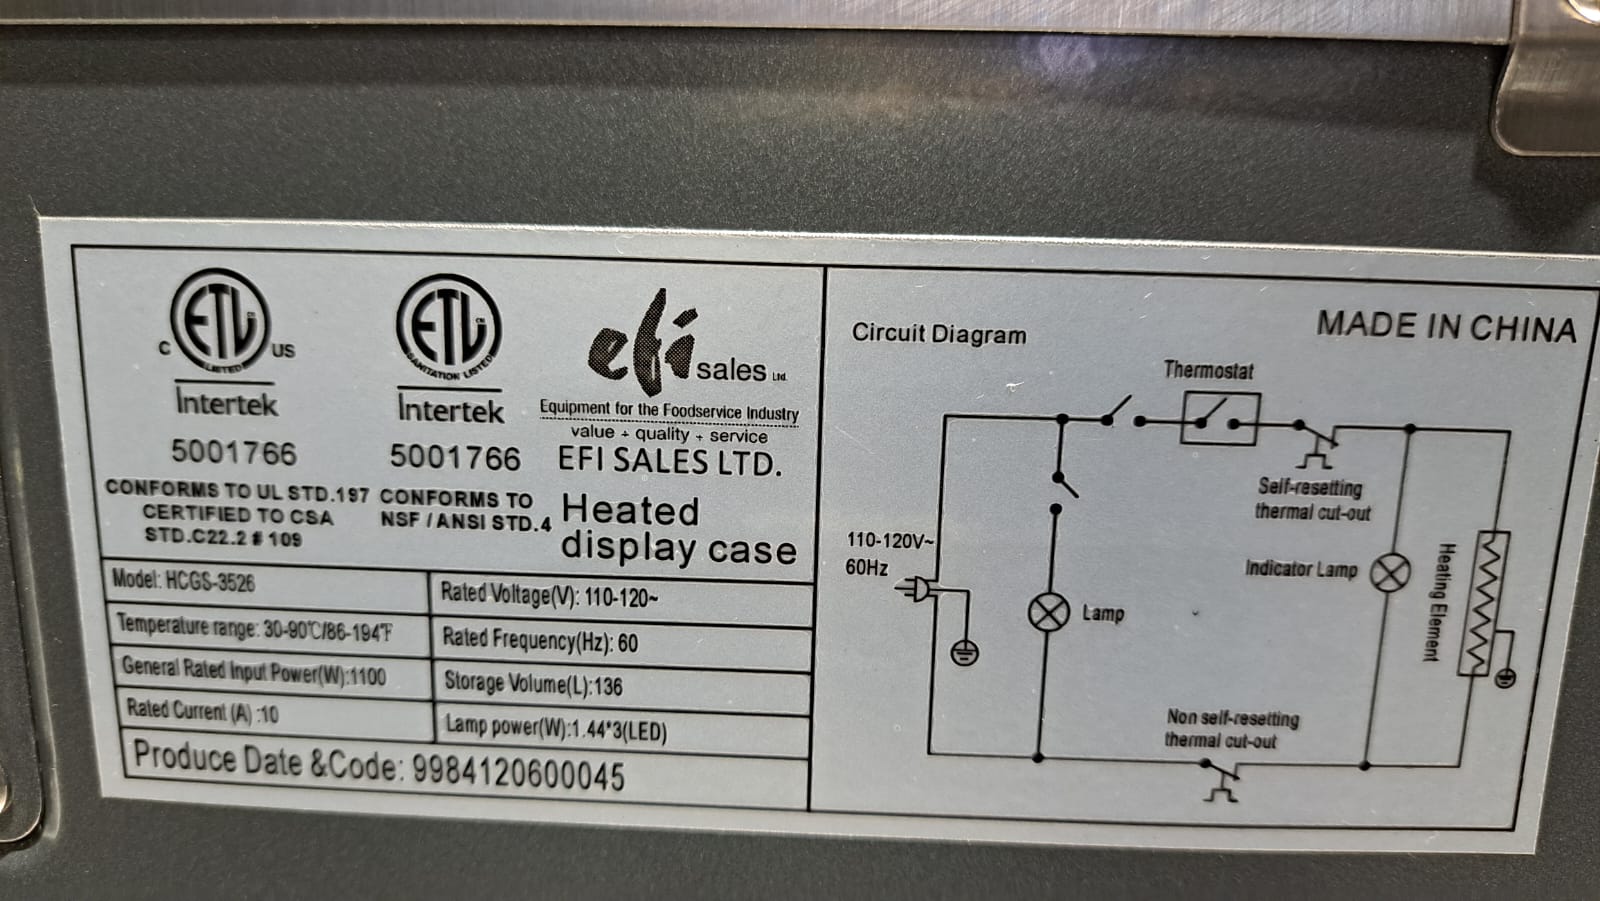 C ETL US
LISTED
Intertek
5001766
CONFORMS TO UL STD.197
CERTIFIED TO CSA
STD.C22.2 # 109
ETL
SANITATION LISTED
Intertek
5001766
CONFORMS TO
NSF / ANSI STD.4
efi sales Ltd.
Equipment for the Foodservice Industry
value + quality + service
EFI SALES LTD.
Heated
display case
Model: HCGS-3526
Rated Voltage(V): 110-120~
Temperature range: 30-90℃/86-194℉
Rated Frequency(Hz): 60
General Rated Input Power(W):1100
Storage Volume(L):136
Rated Current (A) :10
Lamp power(W):1.44*3(LED)
Produce Date &Code: 9984120600045
Circuit Diagram
MADE IN CHINA
Thermostat
Self-resetting
thermal cut-out
110-120V~
60Hz
Lamp
Indicator Lamp
Heating Element
Non self-resetting
thermal cut-out